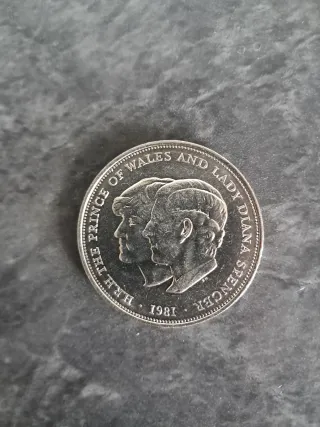 H.R.H. THE PRINCE OF WALES AND LADY DIANA SPENCER
· 1981 ·